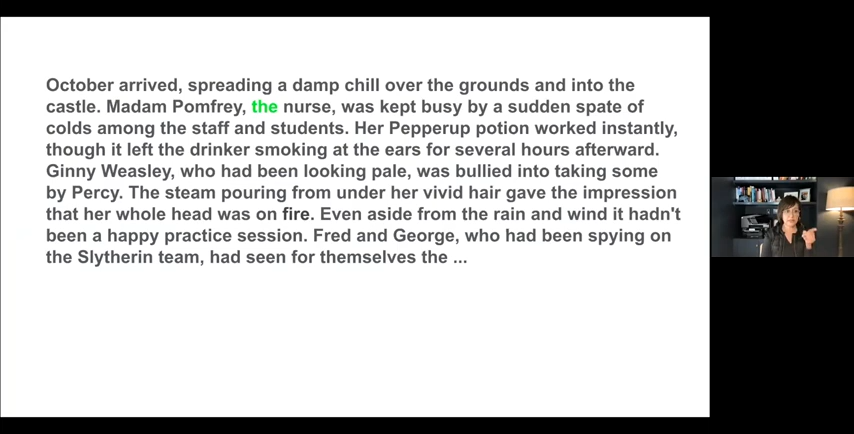 October arrived, spreading a damp chill over the grounds and into the
castle. Madam Pomfrey, the nurse, was kept busy by a sudden spate of
colds among the staff and students. Her Pepperup potion worked instantly,
though it left the drinker smoking at the ears for several hours afterward.
Ginny Weasley, who had been looking pale, was bullied into taking some
by Percy. The steam pouring from under her vivid hair gave the impression
that her whole head was on fire. Even aside from the rain and wind it hadn't
been a happy practice session. Fred and George, who had been spying on
the Slytherin team, had seen for themselves the ...